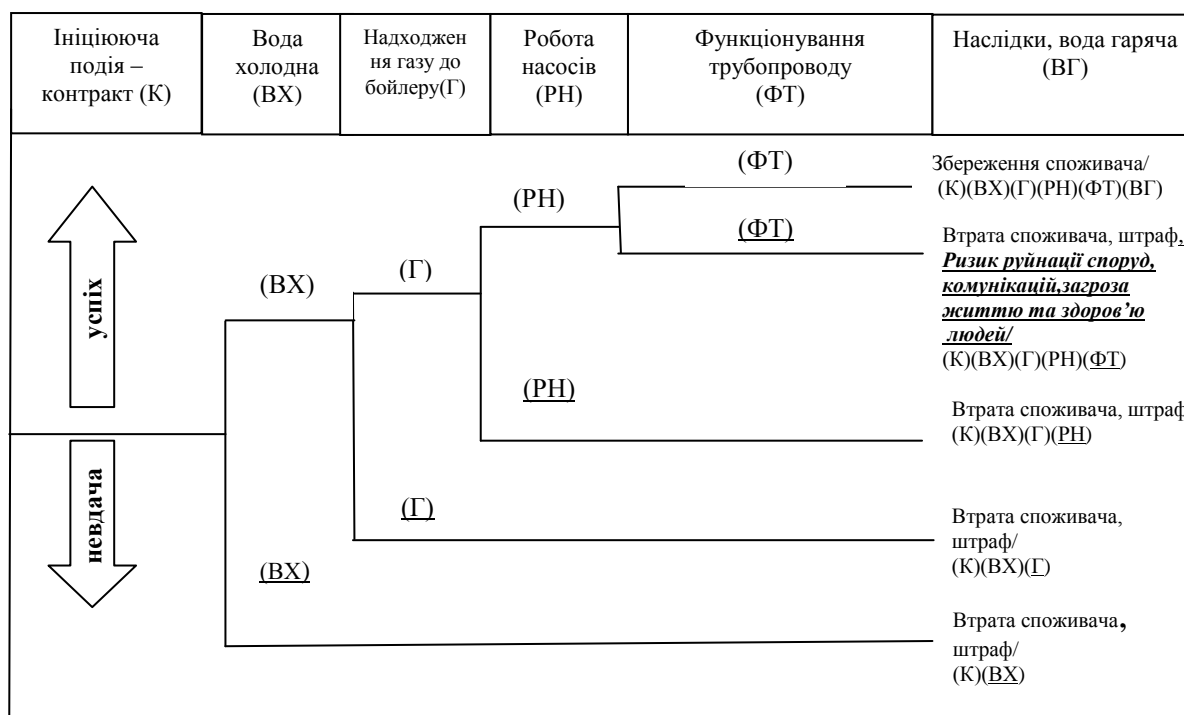 Ініціююча
подія –
контракт (К)
Вода
холодна
(ВХ)
Надходжен
ня газу до
бойлеру(Г)
Робота
насосів
(РН)
Функціонування
трубопроводу
(ФТ)
Наслідки, вода гаряча
(ВГ)
успіх
невдача
(ВХ)
(ВХ)
(Г)
(Г)
(РН)
(РН)
(ФТ)
(ФТ)
Збереження споживача/
(К)(ВХ)(Г)(РН)(ФТ)(ВГ)
Втрата споживача, штраф,
Ризик руйнації споруд,
комунікацій,загроза
життю та здоров’ю
людей/
(К)(ВХ)(Г)(РН)(ФТ)
Втрата споживача, штраф
(К)(ВХ)(Г)(РН)
Втрата споживача,
штраф/
(К)(ВХ)(Г)
Втрата споживача,
штраф/
(К)(ВХ)